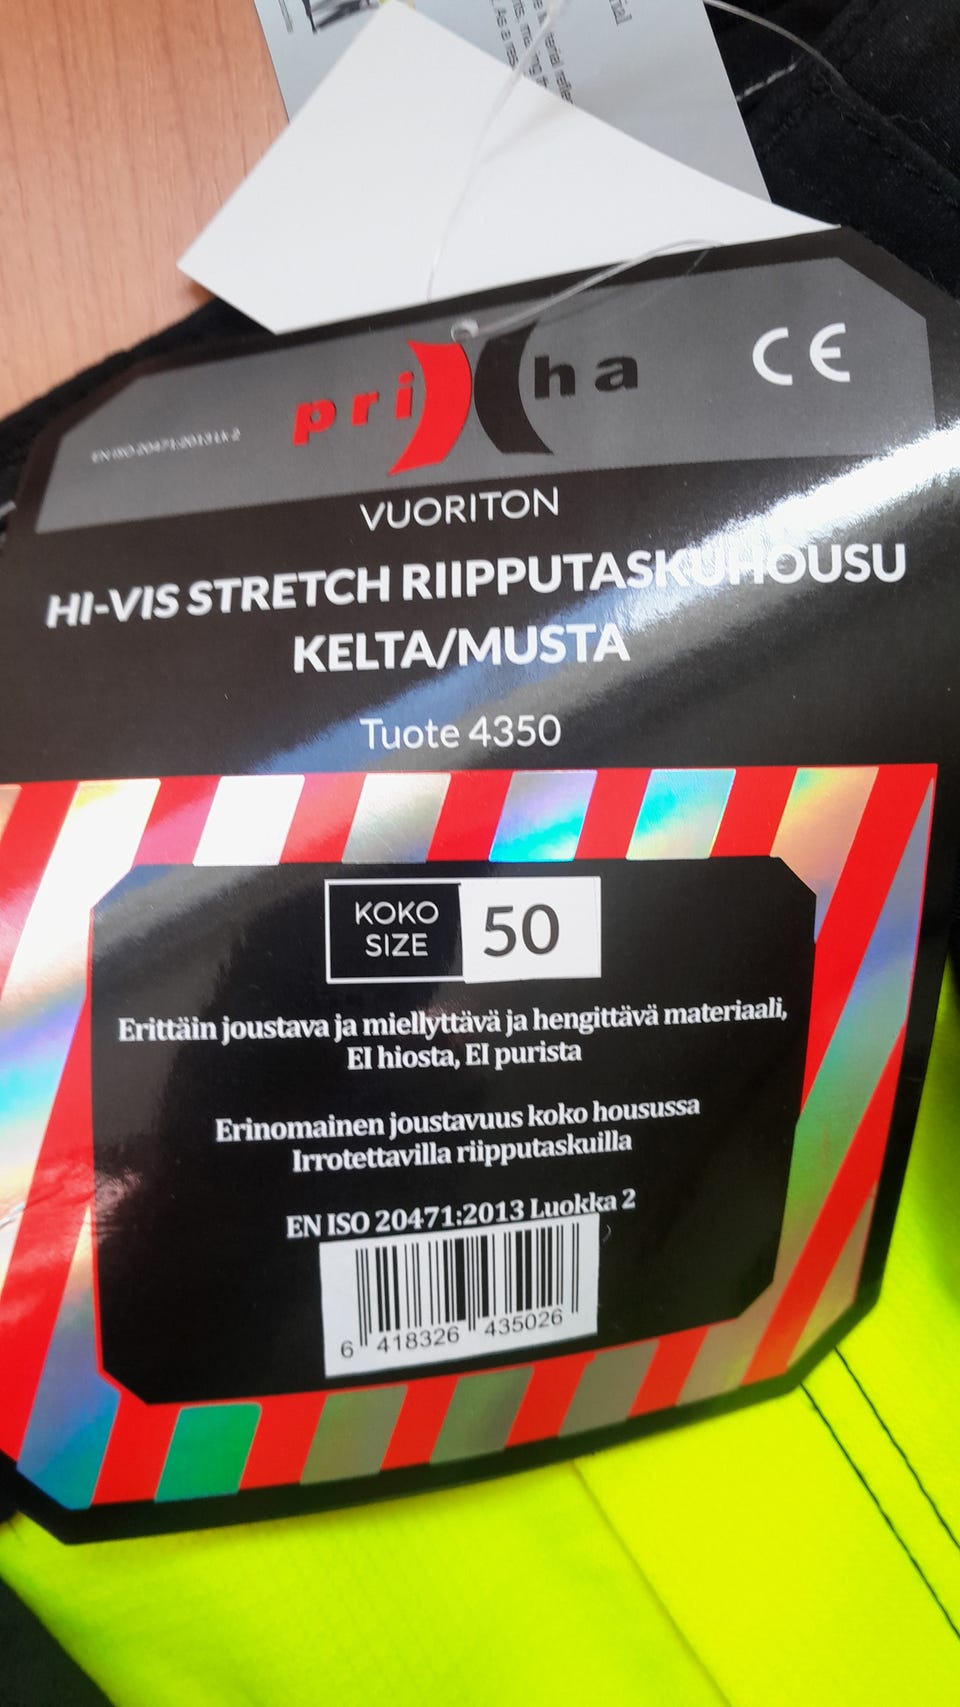 prixha
CE
EN ISO 20471:2013 LK 2
VUORITON
HI-VIS STRETCH RIIPPUTASKUHOUSU
KELTA/MUSTA
Tuote 4350
KOKO
SIZE
50
Erittäin joustava ja miellyttävä ja hengittävä materiaali,
EI hiosta, EI purista
Erinomainen joustavuus koko housussa
Irrotettavilla riipputaskuilla
EN ISO 20471:2013 Luokka 2
6 418326 435026